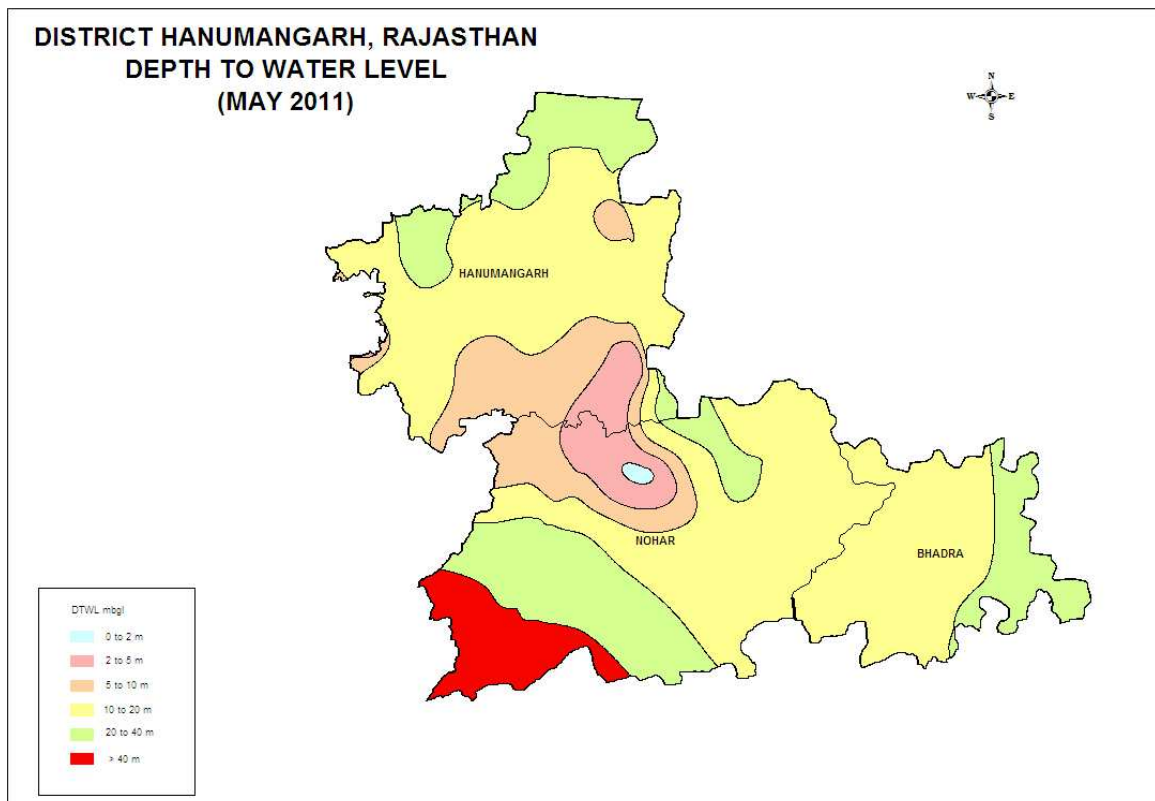 DISTRICT HANUMANGARH, RAJASTHAN
DEPTH TO WATER LEVEL
(MAY 2011)
N
W E
S
HANUMANGARH
NOHAR
BHADRA
DTWL mbgl
0 to 2 m
2 to 5 m
5 to 10 m
10 to 20 m
20 to 40 m
> 40 m